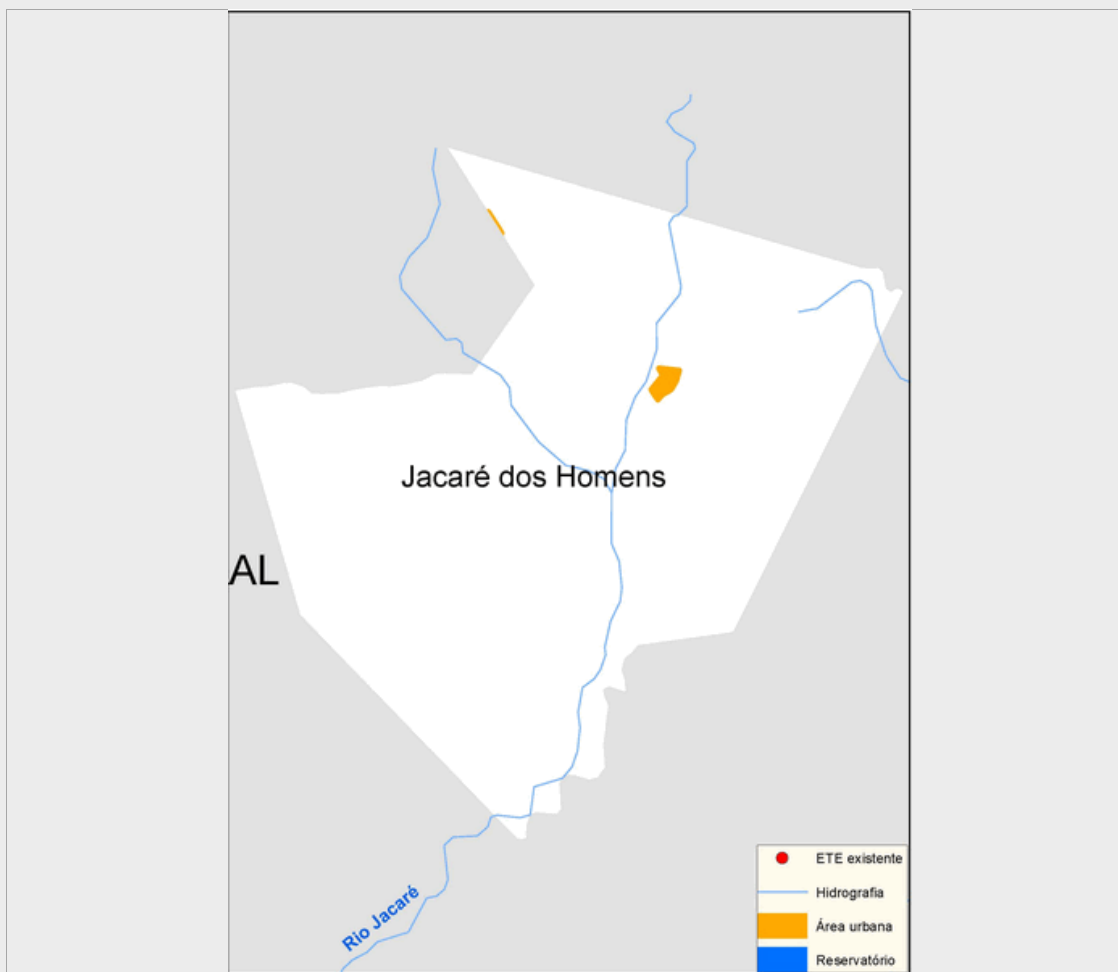 Jacaré dos Homens
AL
Rio Jacaré
ETE existente
Hidrografia
Área urbana
Reservatório